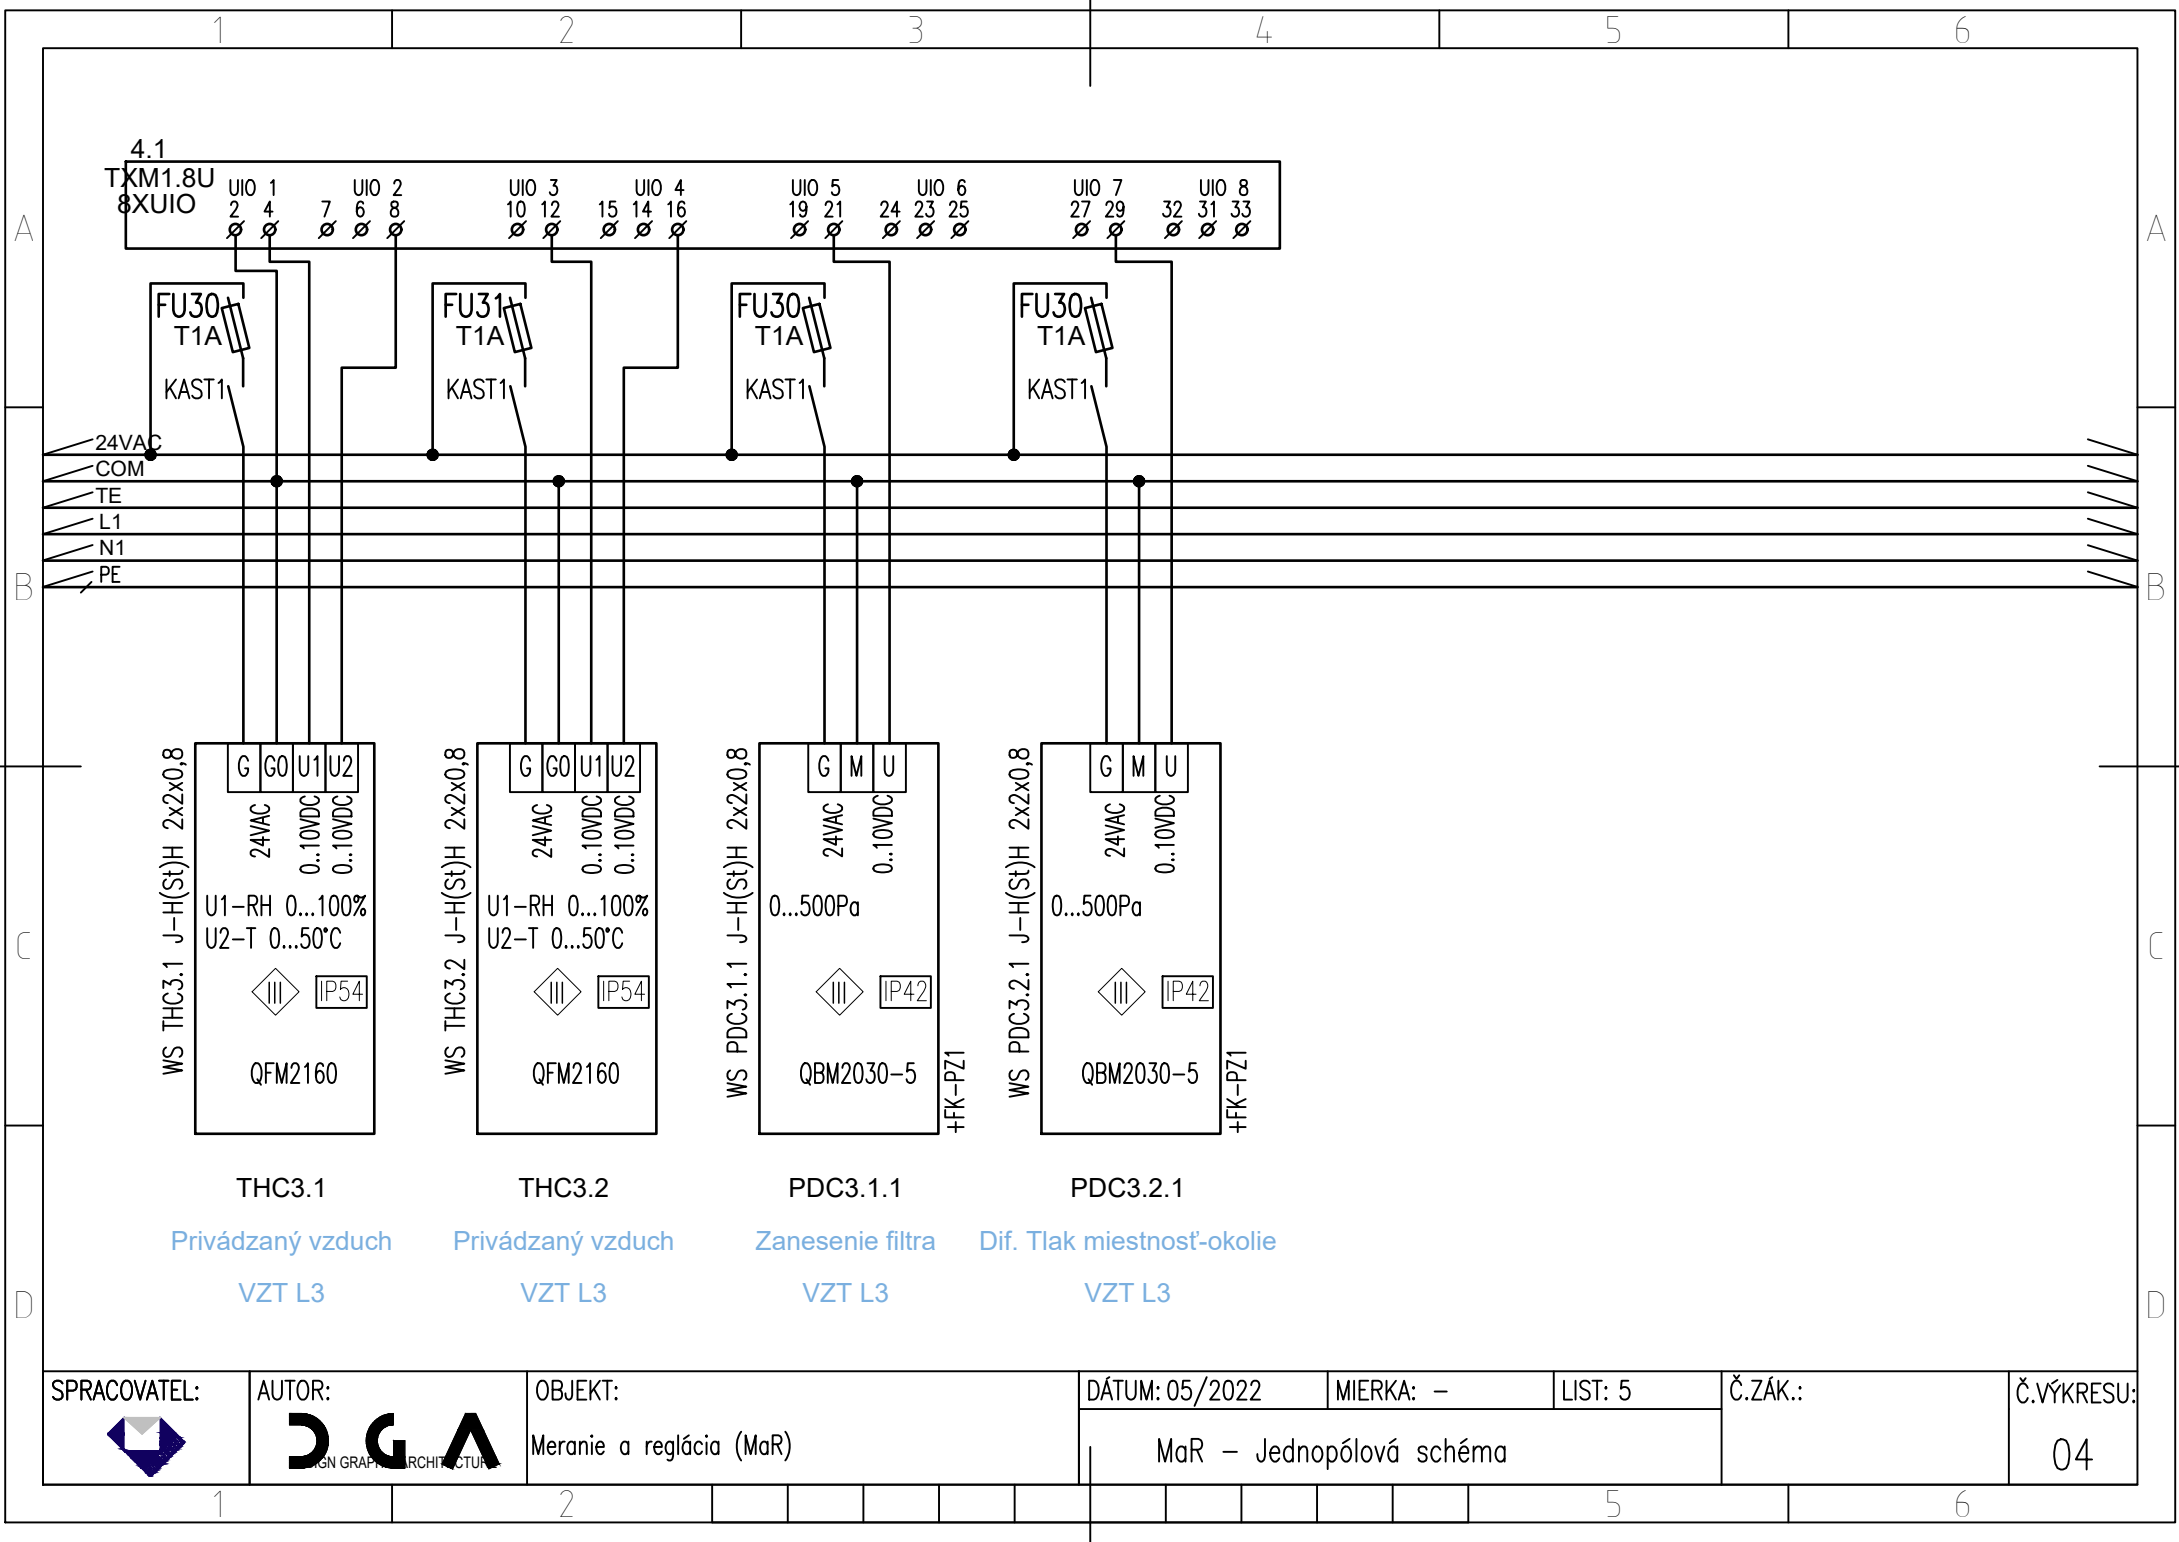 1 2 3 4 5 6
4.1
TXM1.8U
8XUIO
UIO 1 UIO 2 UIO 3 UIO 4 UIO 5 UIO 6 UIO 7 UIO 8
2 4 7 6 8 10 12 15 14 16 19 21 24 23 25 27 29 32 31 33
A A
FU30 FU31 FU30 FU30
T1A T1A T1A T1A
KAST1 KAST1 KAST1 KAST1
24VAC
COM
TE
L1
N1
PE
B B
WS THC3.1 J-H(St)H 2x2x0,8
G G0 U1 U2
24VAC 0..10VDC 0..10VDC
U1-RH 0...100%
U2-T 0...50°C
III IP54
QFM2160
WS THC3.2 J-H(St)H 2x2x0,8
G G0 U1 U2
24VAC 0..10VDC 0..10VDC
U1-RH 0...100%
U2-T 0...50°C
III IP54
QFM2160
WS PDC3.1.1 J-H(St)H 2x2x0,8
G M U
24VAC 0..10VDC
0...500Pa
III IP42
QBM2030-5
+FK-PZ1
WS PDC3.2.1 J-H(St)H 2x2x0,8
G M U
24VAC 0..10VDC
0...500Pa
III IP42
QBM2030-5
+FK-PZ1
C C
THC3.1 THC3.2 PDC3.1.1 PDC3.2.1
Privádzaný vzduch Privádzaný vzduch Zanesenie filtra Dif. Tlak miestnosť-okolie
VZT L3 VZT L3 VZT L3 VZT L3
D D
SPRACOVATEL: AUTOR: OBJEKT: DÁTUM: 05/2022 MIERKA: - LIST: 5 Č.ZÁK.: Č.VÝKRESU:
DGA
Meranie a reglácia (MaR) MaR - Jednopólová schéma 04
1 2 5 6